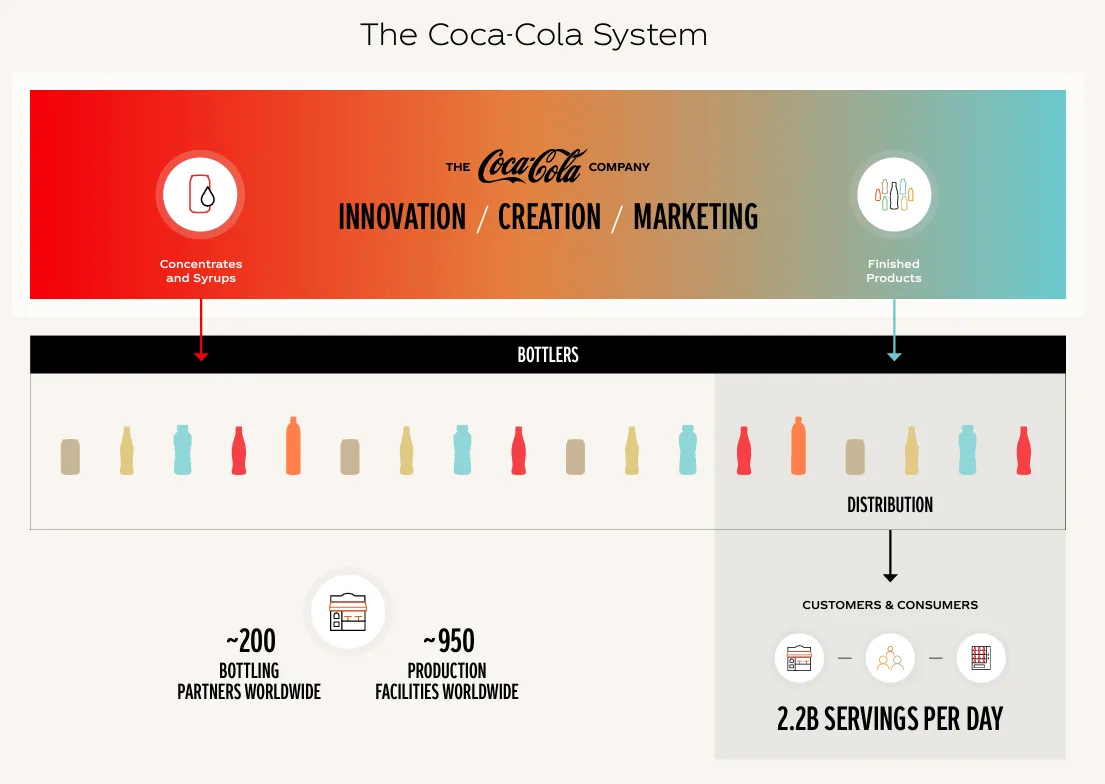 The Coca-Cola System
THE Coca-Cola COMPANY
INNOVATION / CREATION / MARKETING
Concentrates
and Syrups
Finished
Products
BOTTLERS
DISTRIBUTION
~200
BOTTLING
PARTNERS WORLDWIDE
~950
PRODUCTION
FACILITIES WORLDWIDE
CUSTOMERS & CONSUMERS
2.2B SERVINGS PER DAY